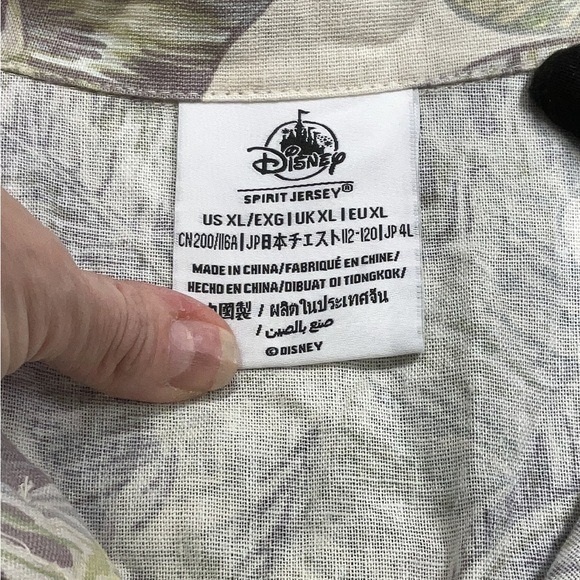 Disney
SPIRIT JERSEY®
US XL/EXG | UK XL | EU XL
CN200/116A | JP日本チエスト112-120 | JP 4L
MADE IN CHINA/FABRIQUÉ EN CHINE/
HECHO EN CHINA/DIBUAT DI TIONGKOK/
中國製 / ผลิตในประเทศจีน
/ صنع بالصين
© DISNEY